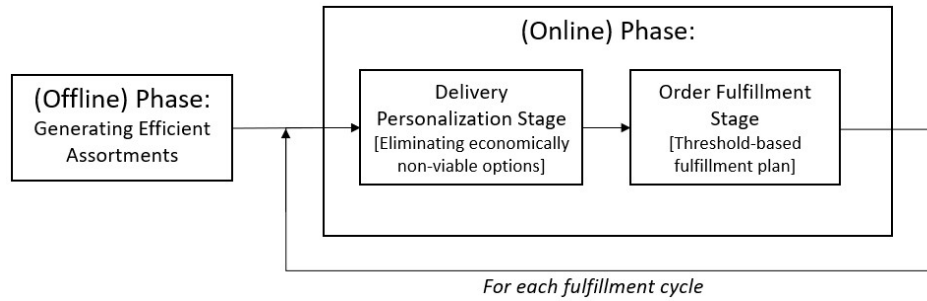 (Online) Phase:
(Offline) Phase:
Generating Efficient
Assortments
Delivery
Personalization Stage
[Eliminating economically
non-viable options]
Order Fulfillment
Stage
[Threshold-based
fulfillment plan]
For each fulfillment cycle